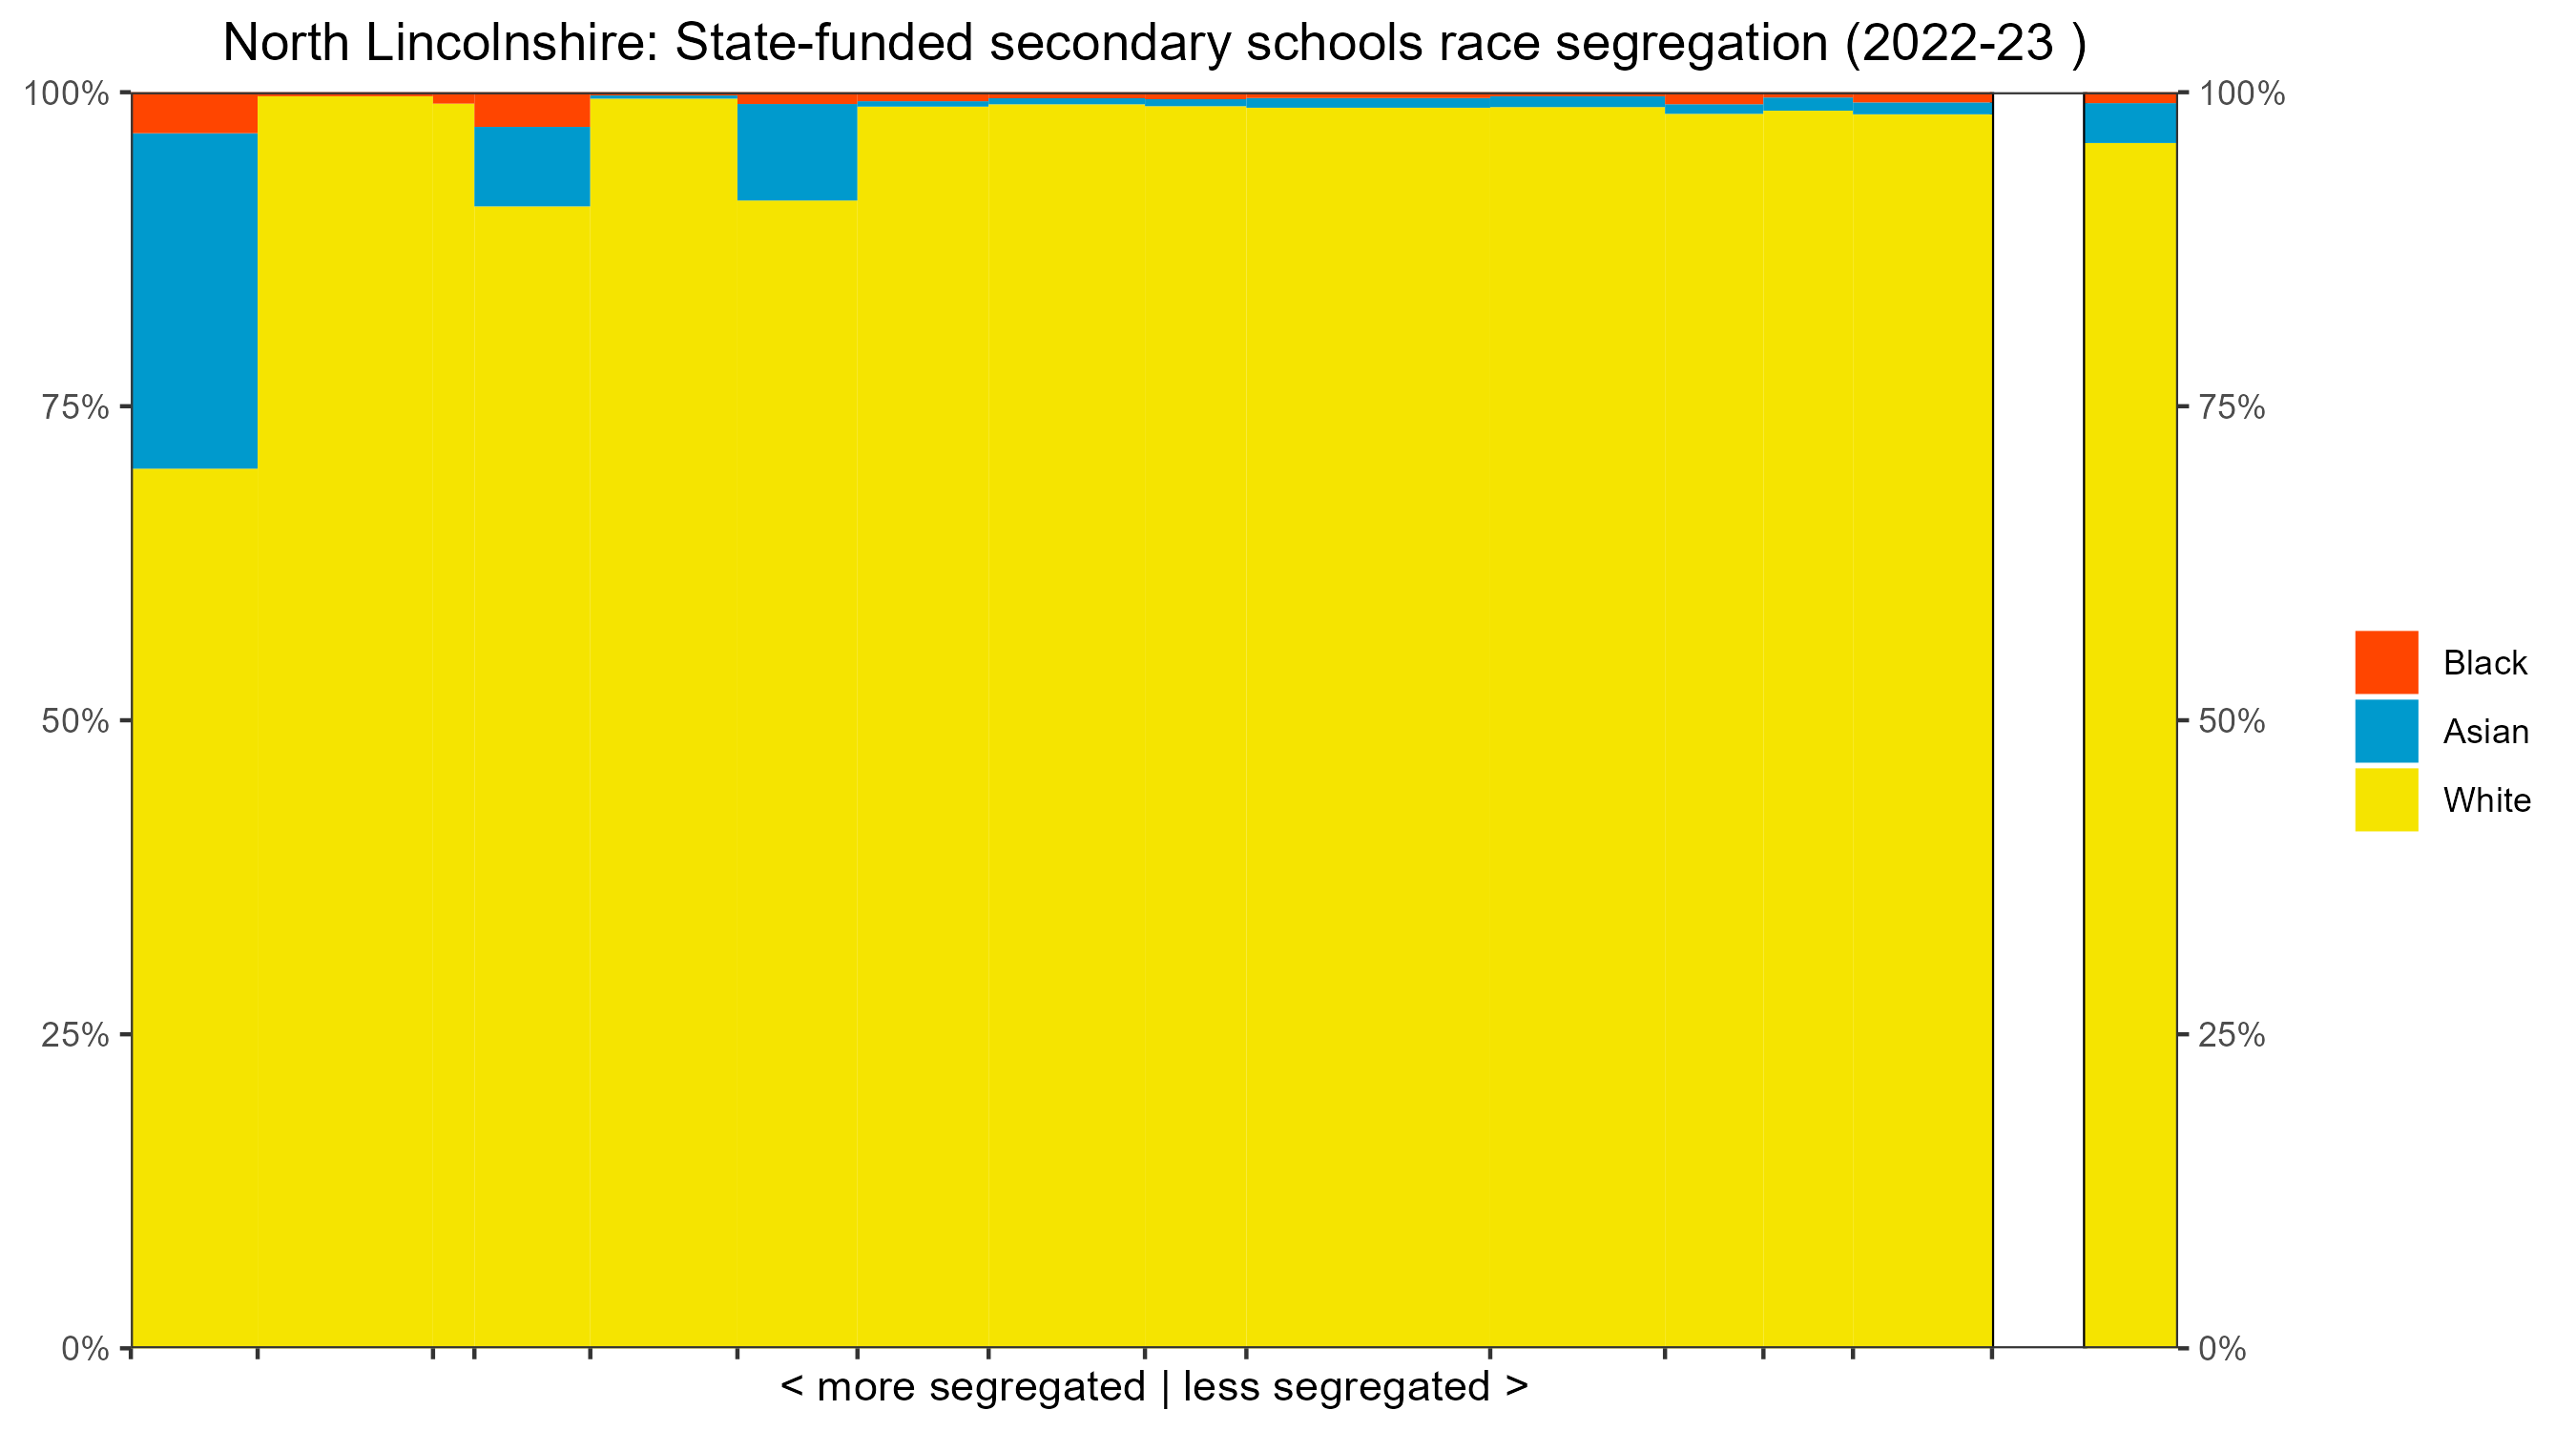 North Lincolnshire: State-funded secondary schools race segregation (2022-23 )
100%
75%
50%
25%
0%
100%
75%
50%
25%
0%
Black
Asian
White
< more segregated | less segregated >